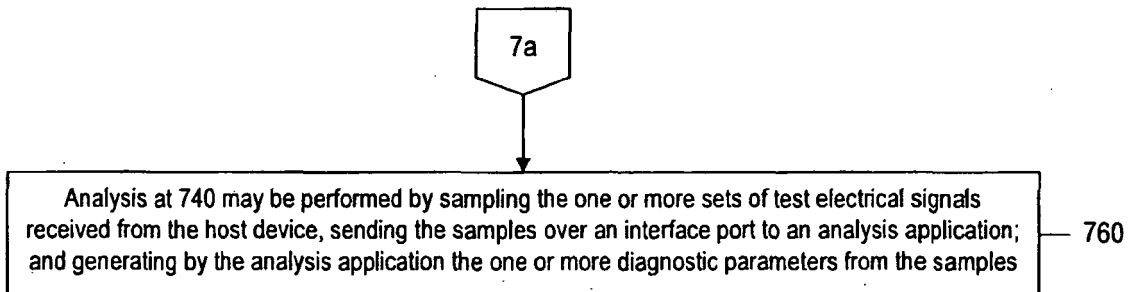 7a
Analysis at 740 may be performed by sampling the one or more sets of test electrical signals
received from the host device, sending the samples over an interface port to an analysis application;
and generating by the analysis application the one or more diagnostic parameters from the samples
760